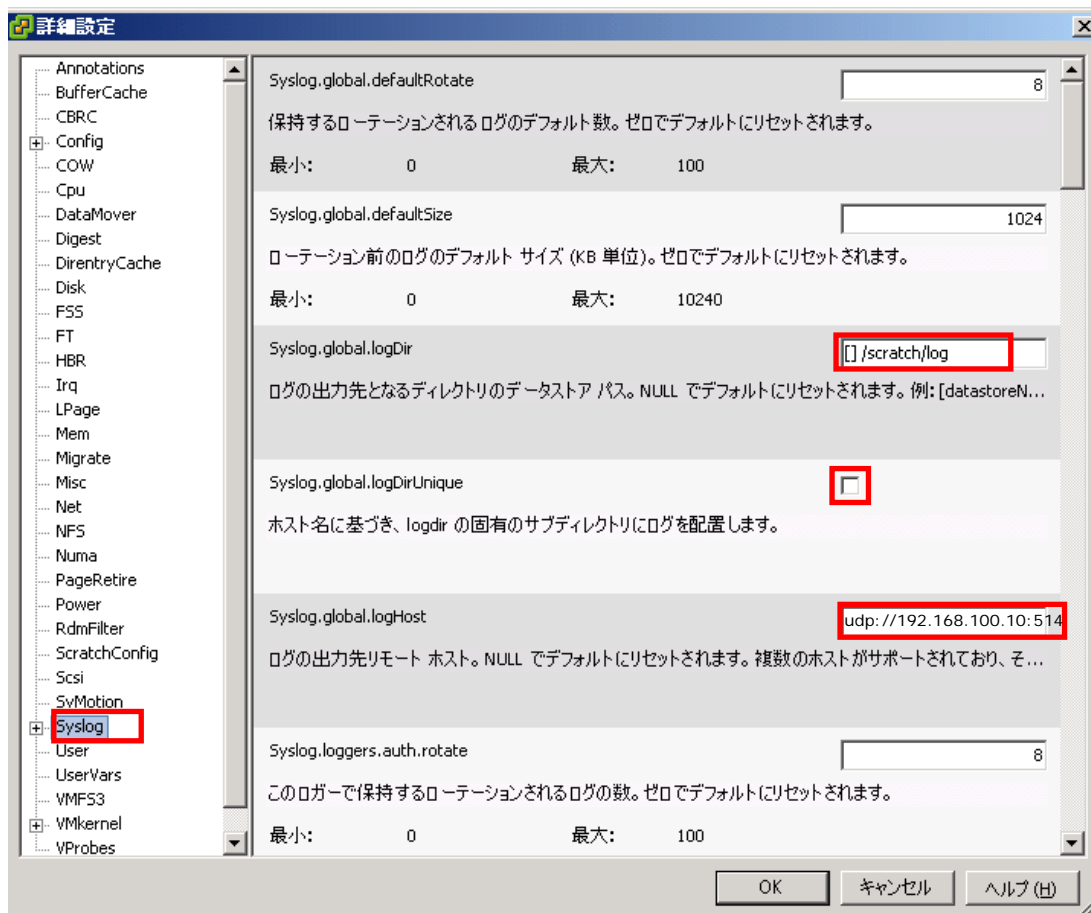 詳細設定
Annotations
BufferCache
CBRC
Config
COW
Cpu
DataMover
Digest
DirentryCache
Disk
FSS
FT
HBR
Irq
LPage
Mem
Migrate
Misc
Net
NFS
Numa
PageRetire
Power
RdmFilter
ScratchConfig
Scsi
SvMotion
Syslog
User
UserVars
VMFS3
VMkernel
VProbes
Syslog.global.defaultRotate 8
保持するローテーションされるログのデフォルト数。ゼロでデフォルトにリセットされます。
最小: 0 最大: 100
Syslog.global.defaultSize 1024
ローテーション前のログのデフォルト サイズ (KB 単位)。ゼロでデフォルトにリセットされます。
最小: 0 最大: 10240
Syslog.global.logDir [] /scratch/log
ログの出力先となるディレクトリのデータストア パス。NULL でデフォルトにリセットされます。例: [datastoreN...
Syslog.global.logDirUnique
ホスト名に基づき、logdir の固有のサブディレクトリにログを配置します。
Syslog.global.logHost udp://192.168.100.10:514
ログの出力先リモート ホスト。NULL でデフォルトにリセットされます。複数のホストがサポートされており、そ...
Syslog.loggers.auth.rotate 8
このロガーで保持するローテーションされるログの数。ゼロでデフォルトにリセットされます。
最小: 0 最大: 100
OK キャンセル ヘルプ (H)